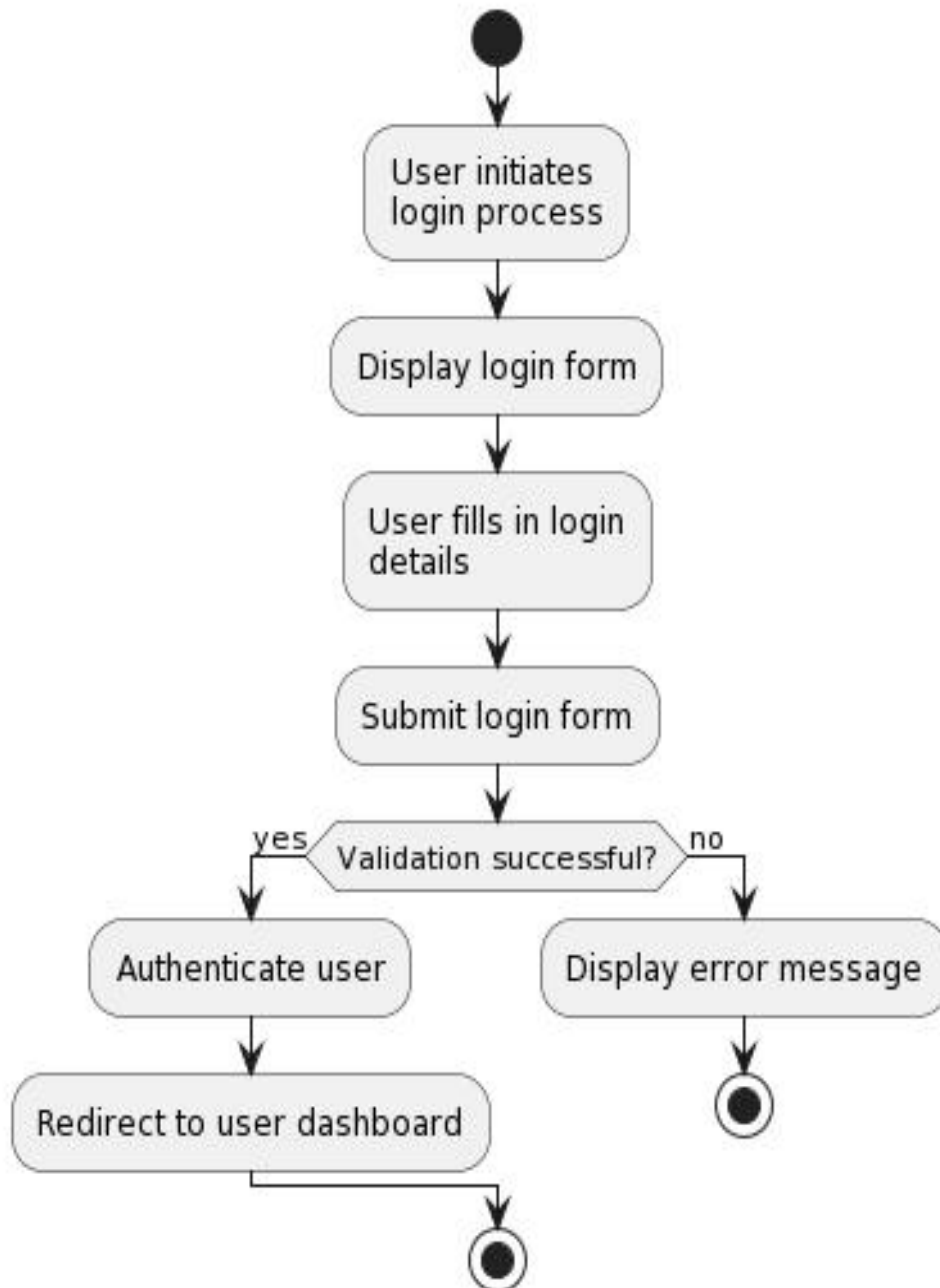 User initiates
login process
Display login form
User fills in login
details
Submit login form
yes
Validation successful?
no
Authenticate user
Display error message
Redirect to user dashboard